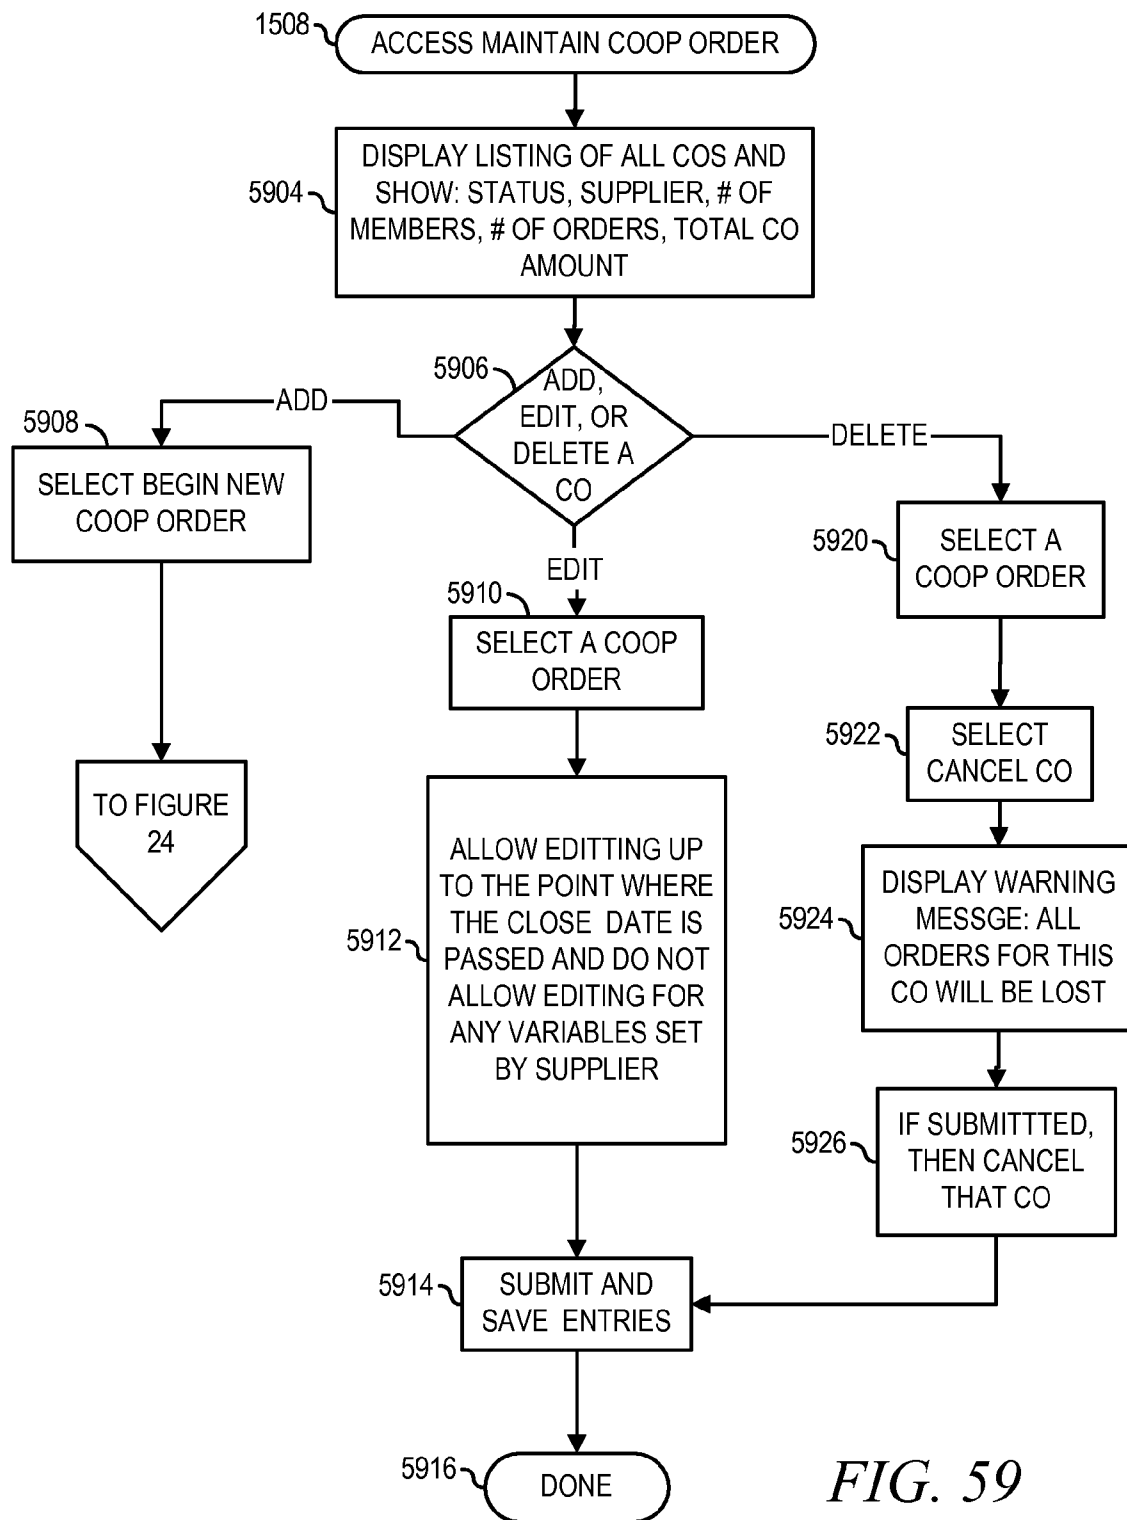 1508
ACCESS MAINTAIN COOP ORDER
5904
DISPLAY LISTING OF ALL COS AND
SHOW: STATUS, SUPPLIER, # OF
MEMBERS, # OF ORDERS, TOTAL CO
AMOUNT
5906
ADD,
EDIT, OR
DELETE A
CO
ADD
5908
SELECT BEGIN NEW
COOP ORDER
TO FIGURE
24
EDIT
5910
SELECT A COOP
ORDER
5912
ALLOW EDITTING UP
TO THE POINT WHERE
THE CLOSE DATE IS
PASSED AND DO NOT
ALLOW EDITING FOR
ANY VARIABLES SET
BY SUPPLIER
DELETE
5920
SELECT A
COOP ORDER
5922
SELECT
CANCEL CO
5924
DISPLAY WARNING
MESSGE: ALL
ORDERS FOR THIS
CO WILL BE LOST
5926
IF SUBMITTTED,
THEN CANCEL
THAT CO
5914
SUBMIT AND
SAVE ENTRIES
5916
DONE
FIG. 59